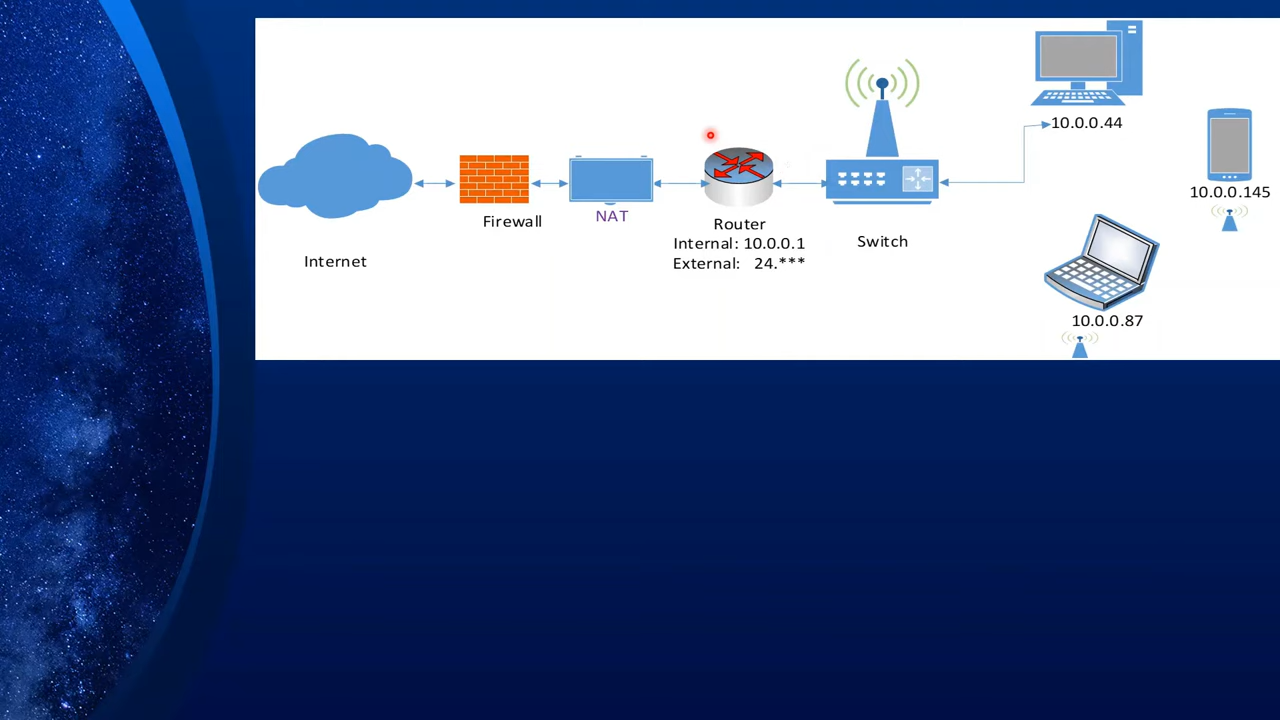 10.0.0.44
10.0.0.145
NAT
Firewall
Router
Internal: 10.0.0.1
External: 24.***
Switch
Internet
10.0.0.87